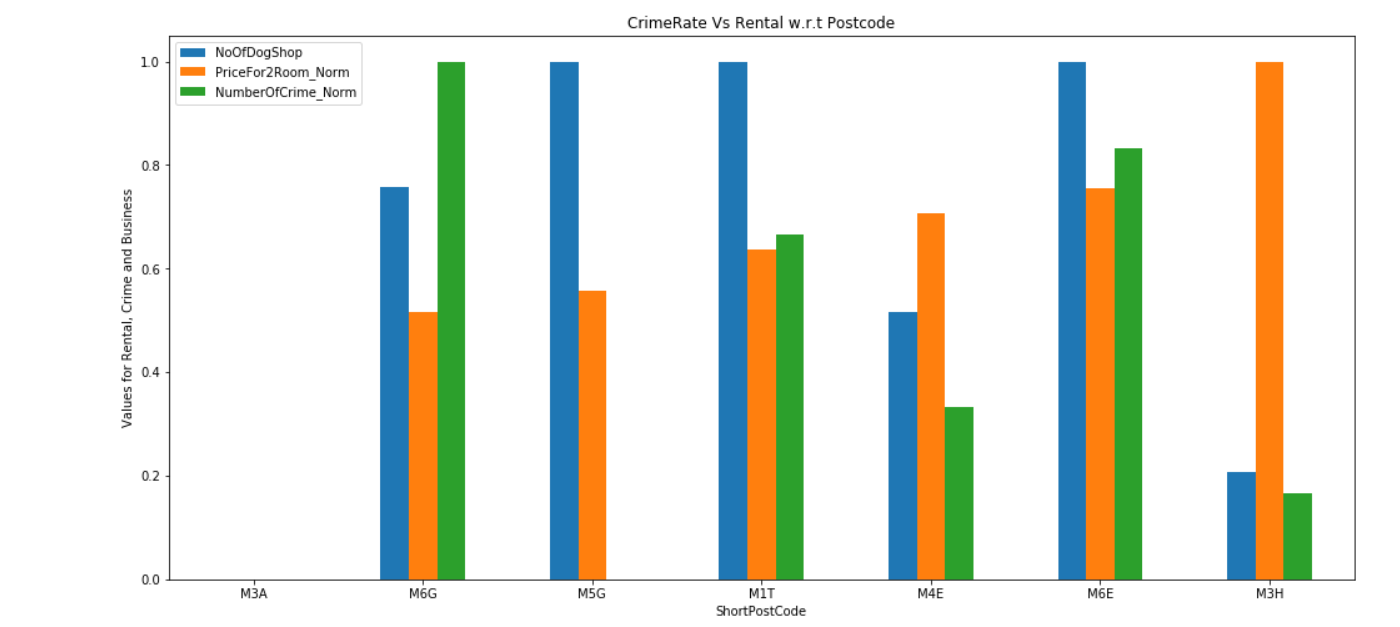 CrimeRate Vs Rental w.r.t Postcode
NoOfDogShop
PriceFor2Room_Norm
NumberOfCrime_Norm
Values for Rental, Crime and Business
1.0
0.8
0.6
0.4
0.2
0.0
M3A M6G M5G M1T M4E M6E M3H
ShortPostCode